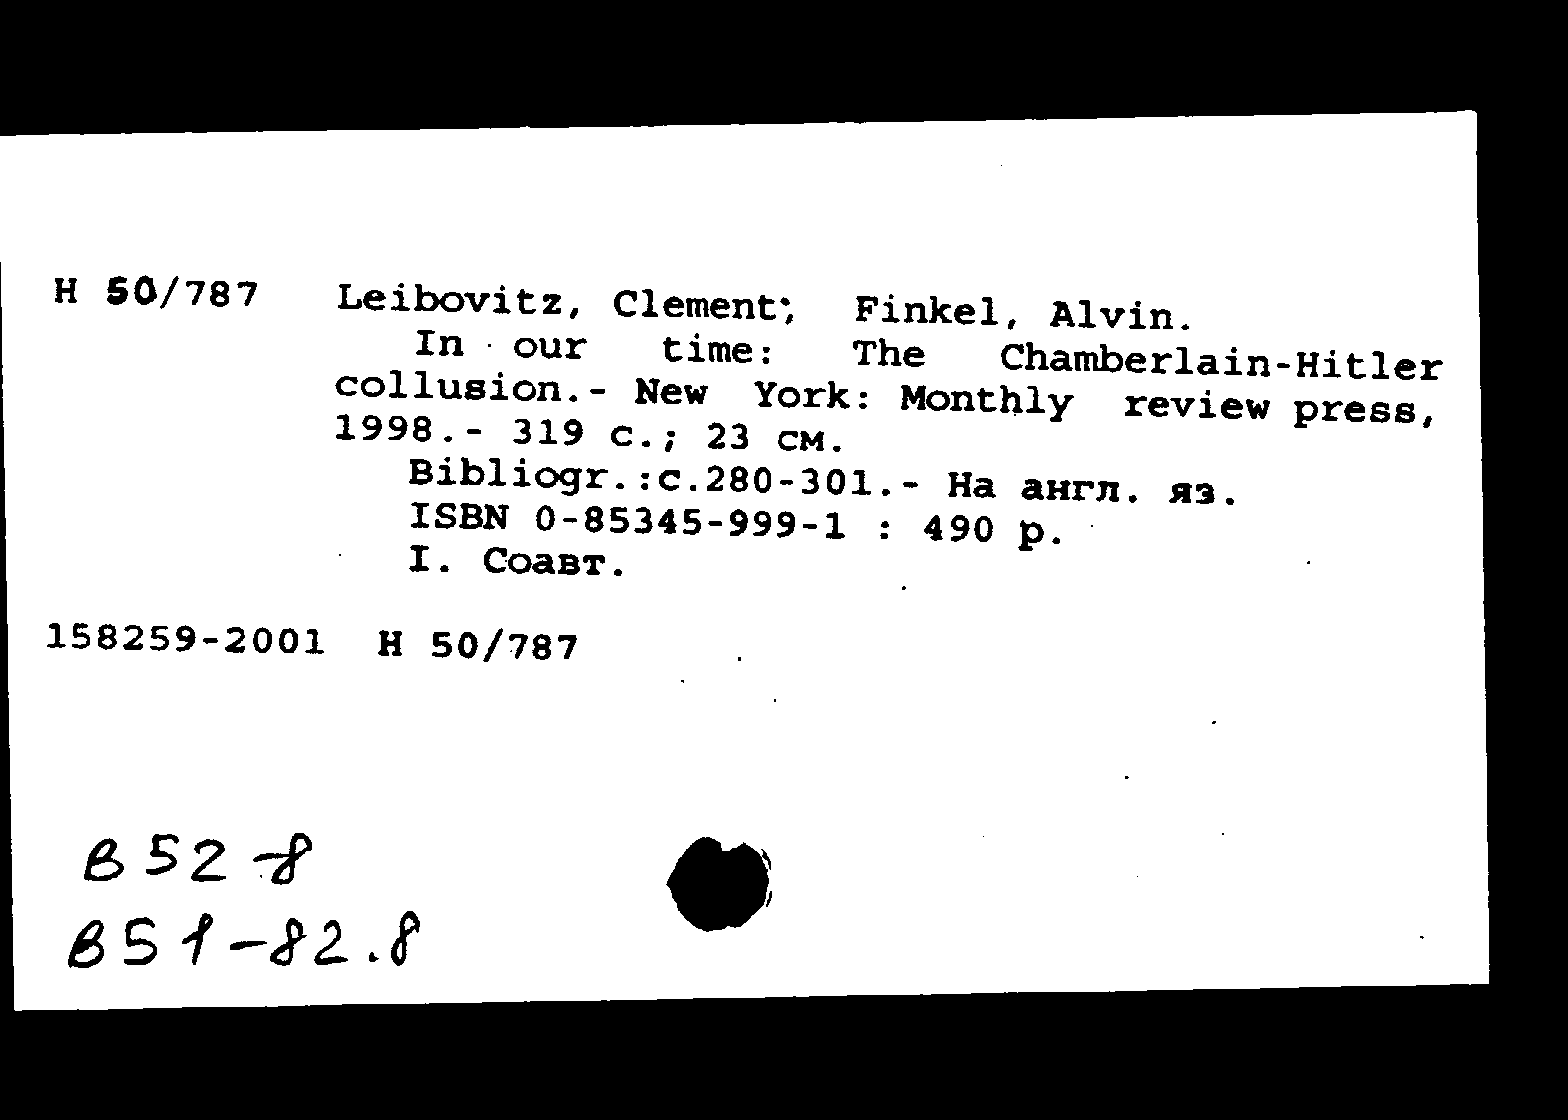 H 50/787 Leibovitz, Clement; Finkel, Alvin.
In our time: The Chamberlain-Hitler
collusion.- New York: Monthly review press,
1998.- 319 с.; 23 см.
Bibliogr.:с.280-301.- На англ. яз.
ISBN 0-85345-999-1 : 490 р.
I. Соавт.
158259-2001 H 50/787
В52-8
В51-82.8